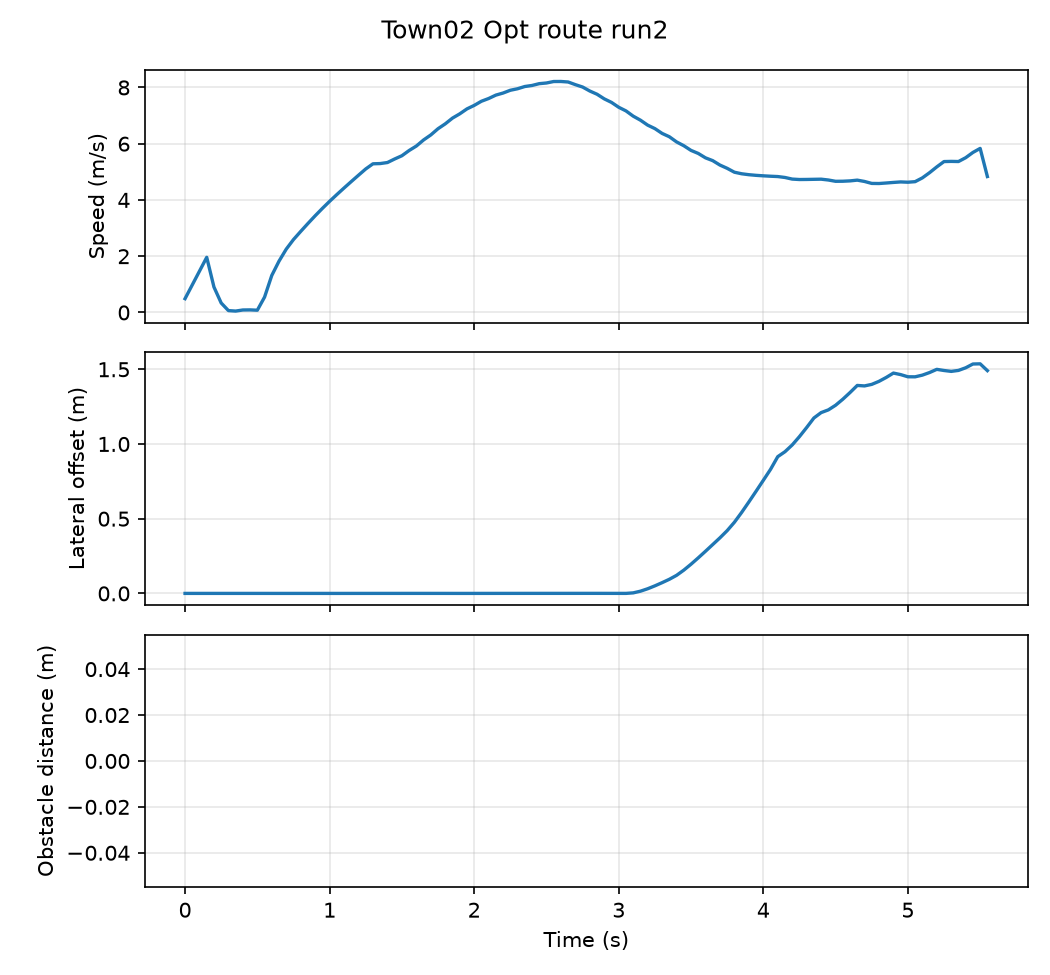 Town02 Opt route run2
Speed (m/s)
8
6
4
2
0
Lateral offset (m)
1.5
1.0
0.5
0.0
Obstacle distance (m)
0.04
0.02
0.00
−0.02
−0.04
0 1 2 3 4 5
Time (s)